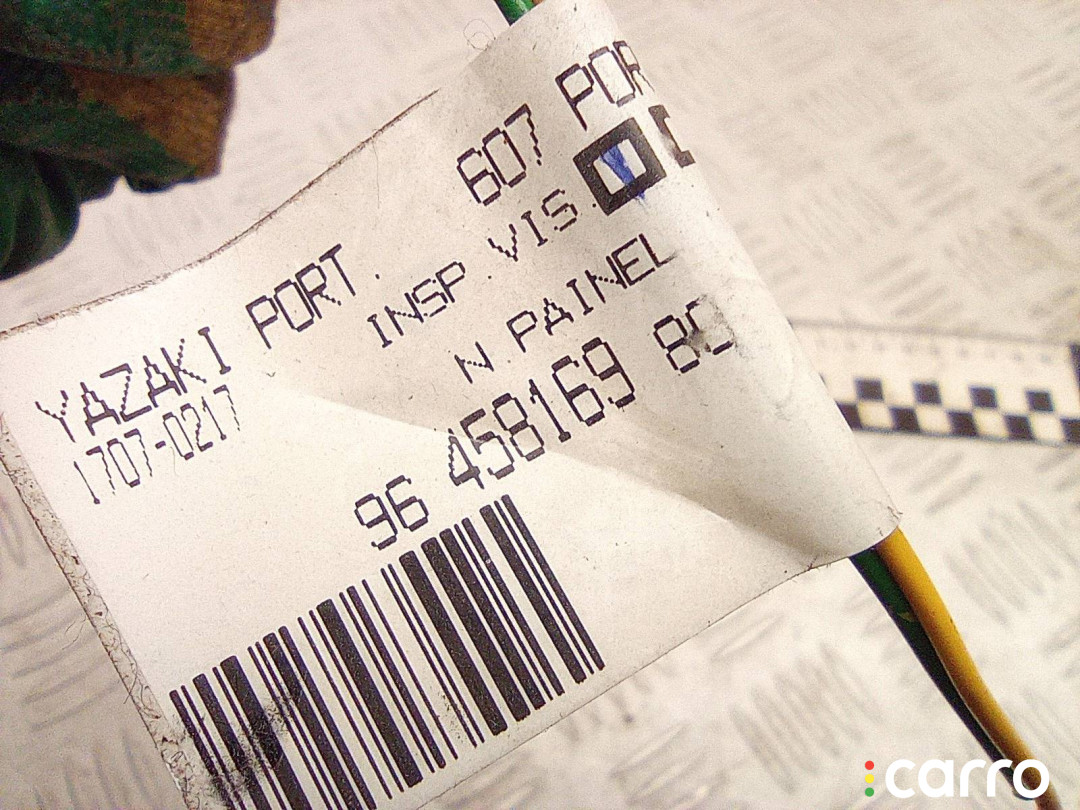 607 POR
YAZAKI PORT.
INSP.VIS.
1707-0217
N.PAINEL
96 458169 80
carro